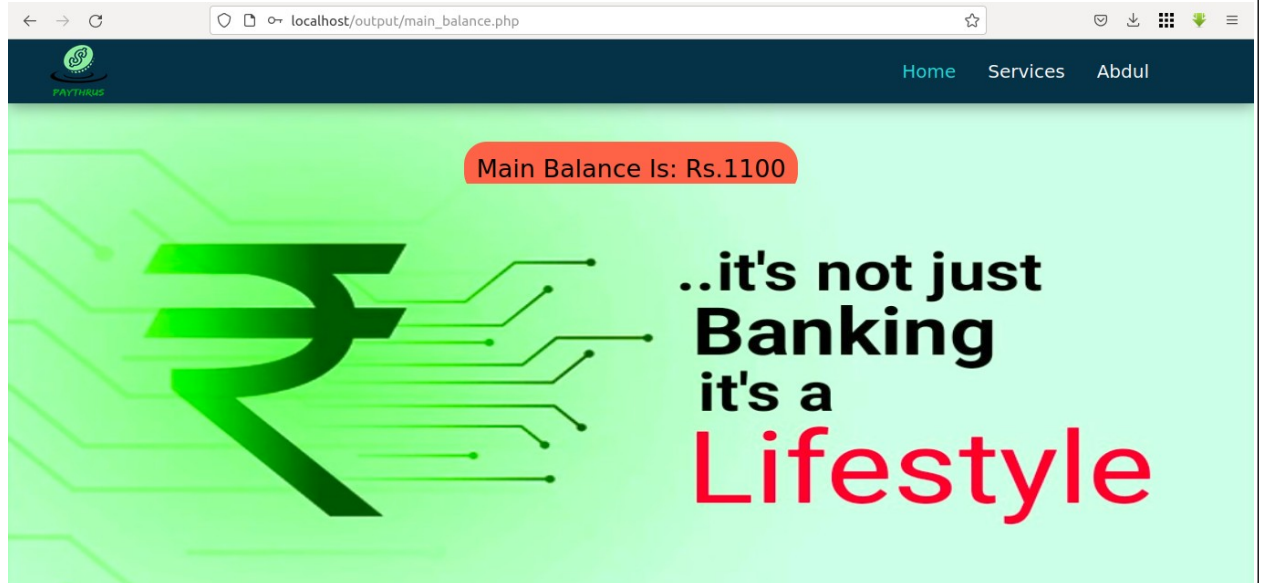 localhost/output/main_balance.php
PAYTHRUS
Home Services Abdul
Main Balance Is: Rs.1100
..it's not just
Banking
it's a
Lifestyle